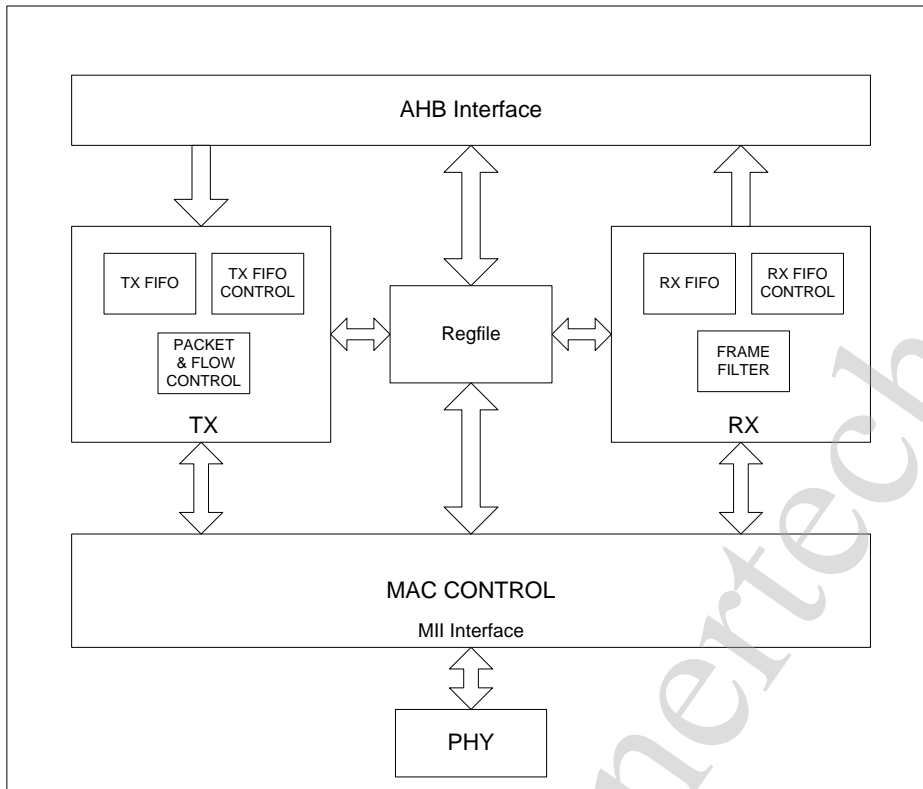 AHB Interface
TX FIFO
TX FIFO
CONTROL
PACKET
& FLOW
CONTROL
TX
Regfile
RX FIFO
RX FIFO
CONTROL
FRAME
FILTER
RX
MAC CONTROL
MII Interface
PHY
nertech